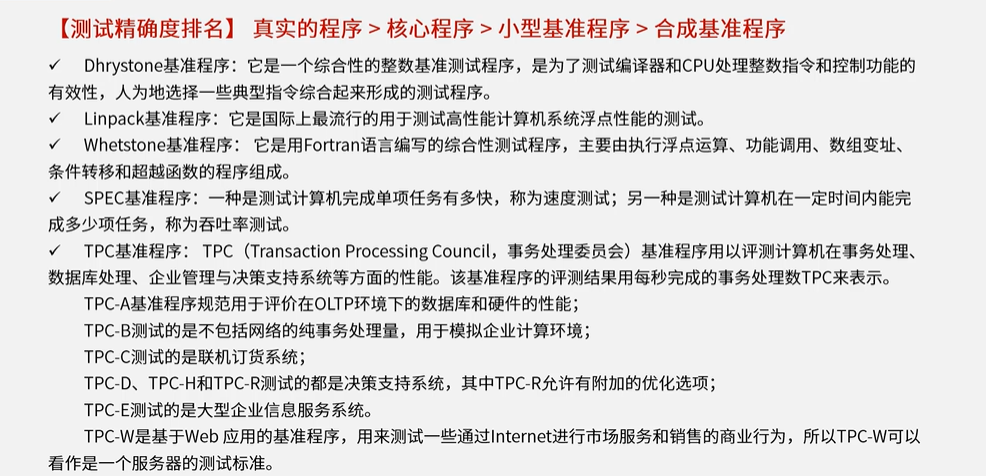 【测试精确度排名】 真实的程序 > 核心程序 > 小型基准程序 > 合成基准程序
✓ Dhrystone基准程序：它是一个综合性的整数基准测试程序，是为了测试编译器和CPU处理整数指令和控制功能的
有效性，人为地选择一些典型指令综合起来形成的测试程序。
✓ Linpack基准程序：它是国际上最流行的用于测试高性能计算机系统浮点性能的测试。
✓ Whetstone基准程序： 它是用Fortran语言编写的综合性测试程序，主要由执行浮点运算、功能调用、数组变址、
条件转移和超越函数的程序组成。
✓ SPEC基准程序：一种是测试计算机完成单项任务有多快，称为速度测试；另一种是测试计算机在一定时间内能完
成多少项任务，称为吞吐率测试。
✓ TPC基准程序： TPC（Transaction Processing Council，事务处理委员会）基准程序用以评测计算机在事务处理、
数据库处理、企业管理与决策支持系统等方面的性能。该基准程序的评测结果用每秒完成的事务处理数TPC来表示。
TPC-A基准程序规范用于评价在OLTP环境下的数据库和硬件的性能；
TPC-B测试的是不包括网络的纯事务处理量，用于模拟企业计算环境；
TPC-C测试的是联机订货系统；
TPC-D、TPC-H和TPC-R测试的都是决策支持系统，其中TPC-R允许有附加的优化选项；
TPC-E测试的是大型企业信息服务系统。
TPC-W是基于Web 应用的基准程序，用来测试一些通过Internet进行市场服务和销售的商业行为，所以TPC-W可以
看作是一个服务器的测试标准。